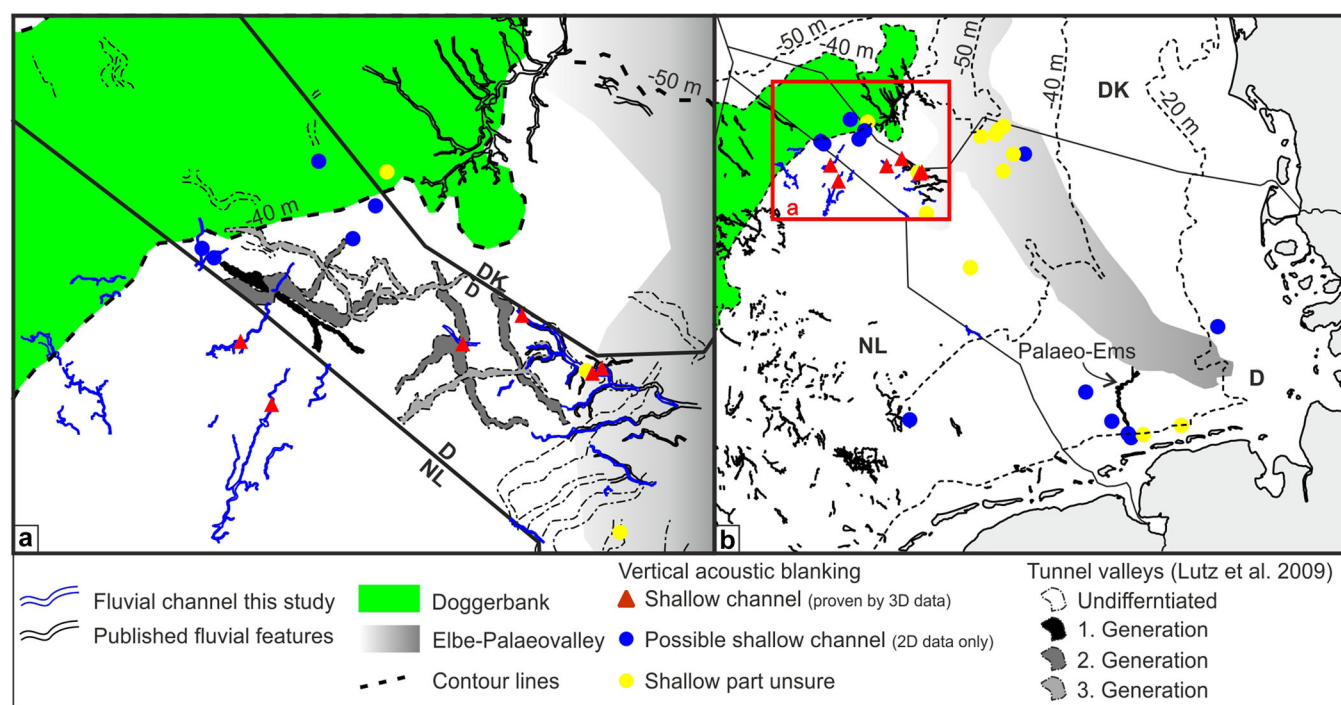 -50 m
-40 m
DK
D
D
NL
a
-50 m
-40 m
-50 m
-40 m
-20 m
DK
a
NL
Palaeo-Ems
D
b
Fluvial channel this study
Published fluvial features
Doggerbank
Elbe-Palaeovalley
Contour lines
Vertical acoustic blanking
Shallow channel (proven by 3D data)
Possible shallow channel (2D data only)
Shallow part unsure
Tunnel valleys (Lutz et al. 2009)
Undifferntiated
1. Generation
2. Generation
3. Generation